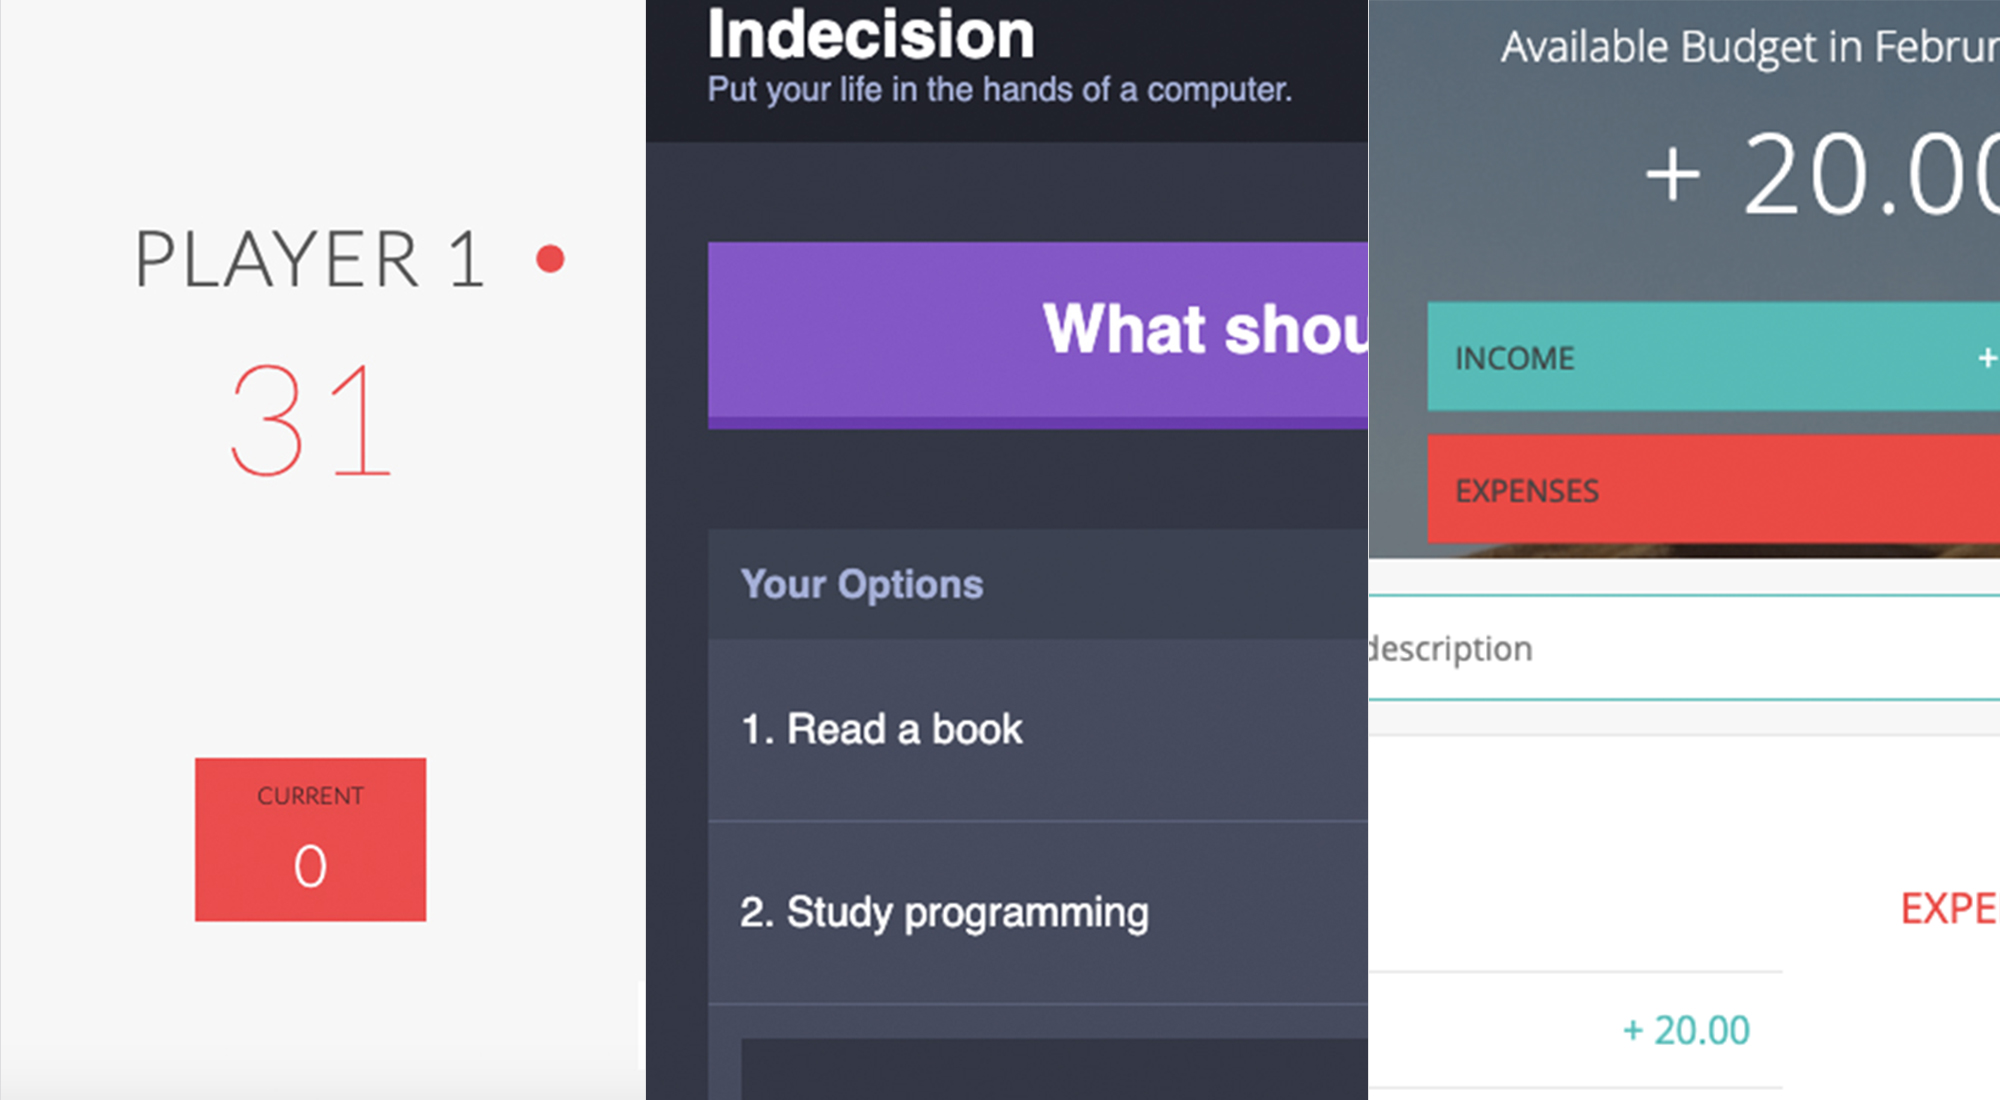 PLAYER 1
31
CURRENT
0
Indecision
Put your life in the hands of a computer.
What shou
Your Options
1. Read a book
2. Study programming
Available Budget in Februr
+ 20.00
INCOME
+
EXPENSES
description
EXPE
+ 20.00